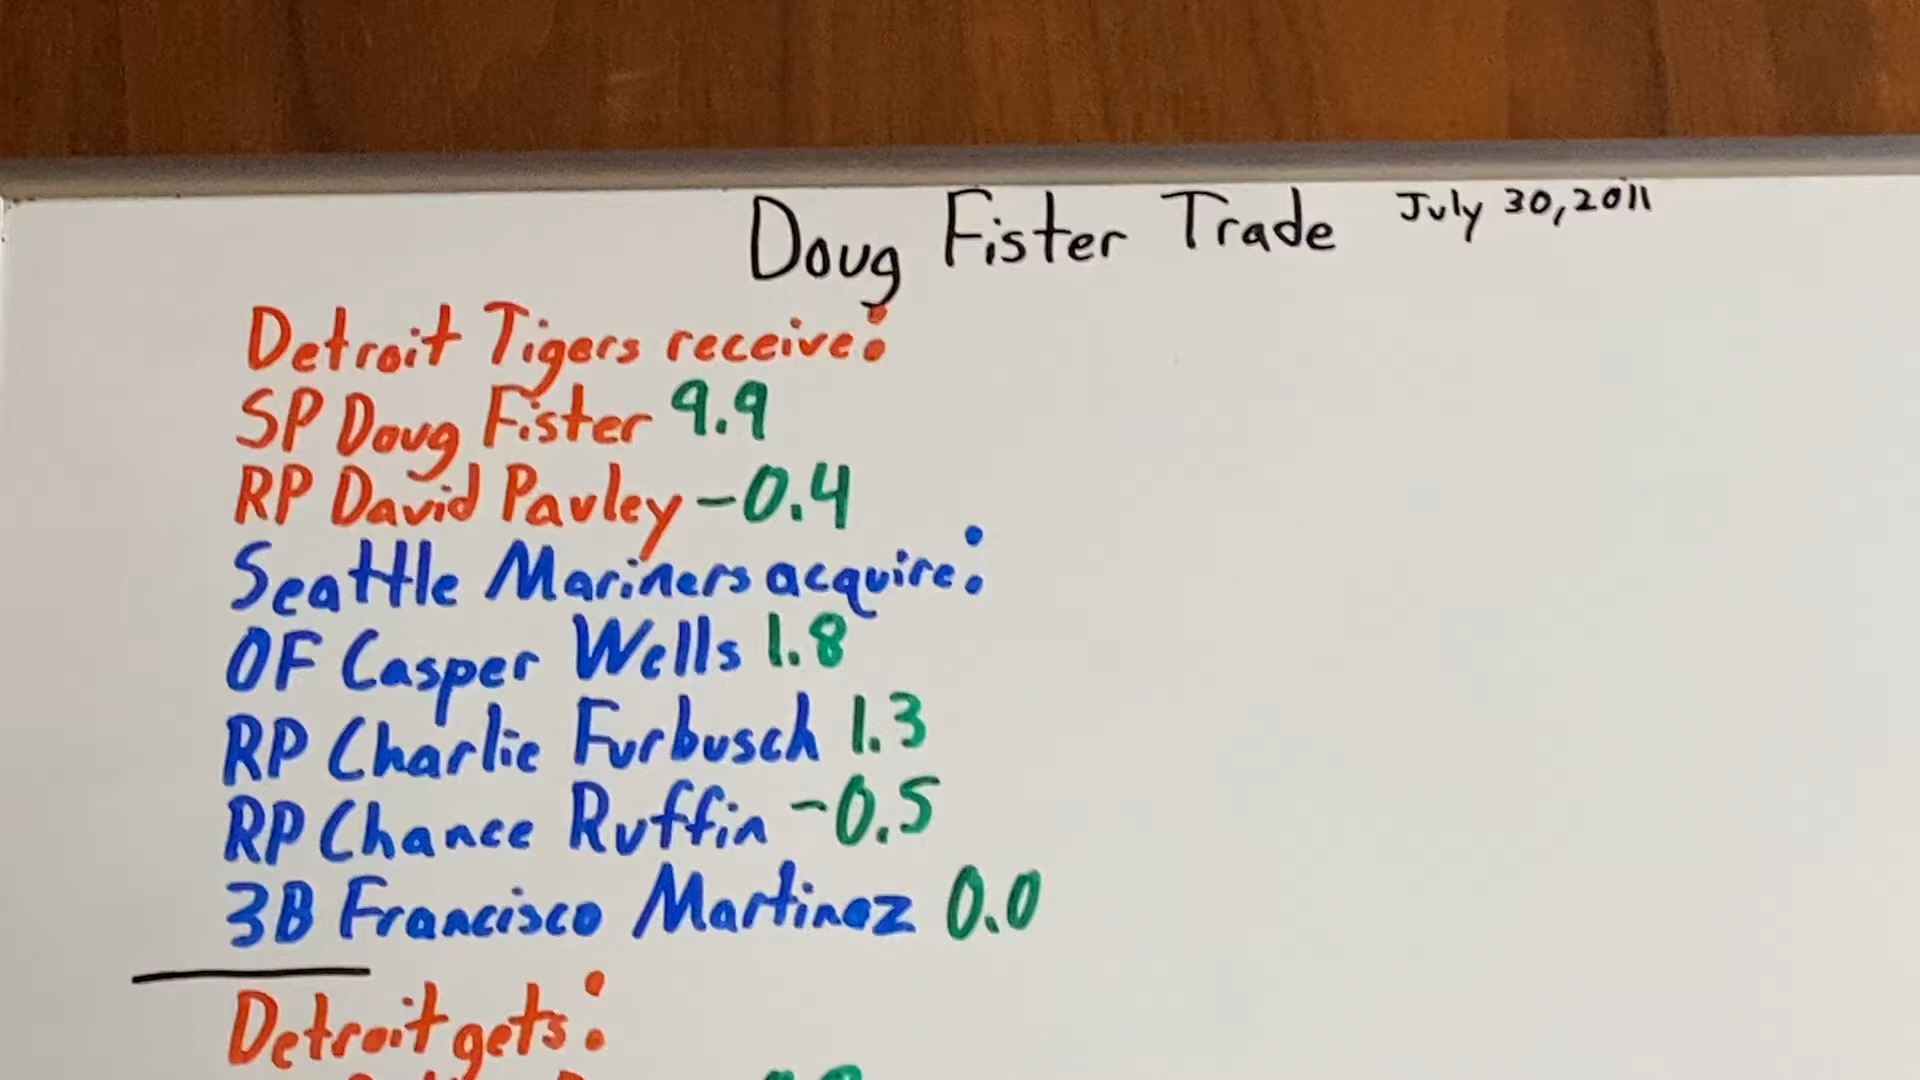 Doug Fister Trade July 30, 2011
Detroit Tigers receive:
SP Doug Fister 9.9
RP David Pauley -0.4
Seattle Mariners acquire:
OF Casper Wells 1.8
RP Charlie Furbusch 1.3
RP Chance Ruffin -0.5
3B Francisco Martinez 0.0
Detroit gets: